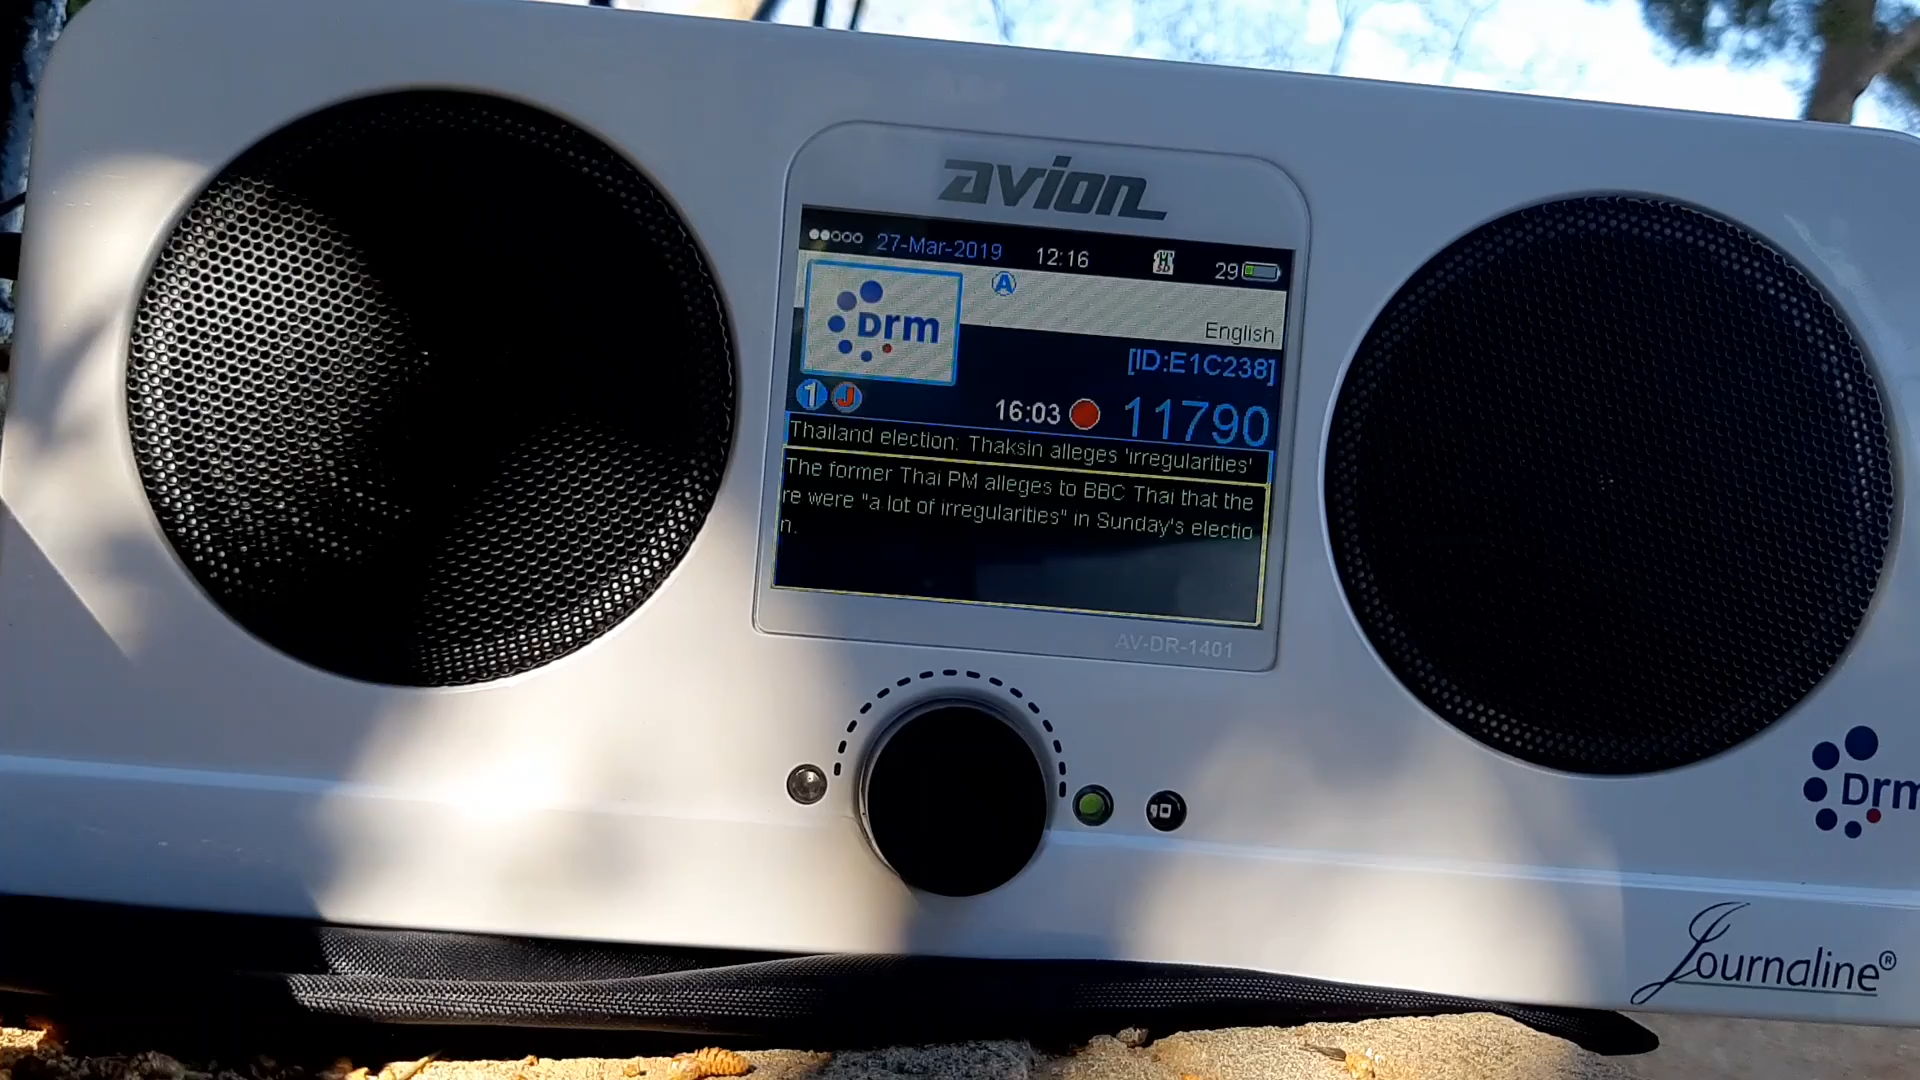 avion
27-Mar-2019 12:16 29
A
English
Drm
[ID:E1C238]
1 J 16:03 11790
Thailand election: Thaksin alleges 'irregularities'
The former Thai PM alleges to BBC Thai that the
re were "a lot of irregularities" in Sunday's electio
n.
AV-DR-1401
Drm
Journaline®